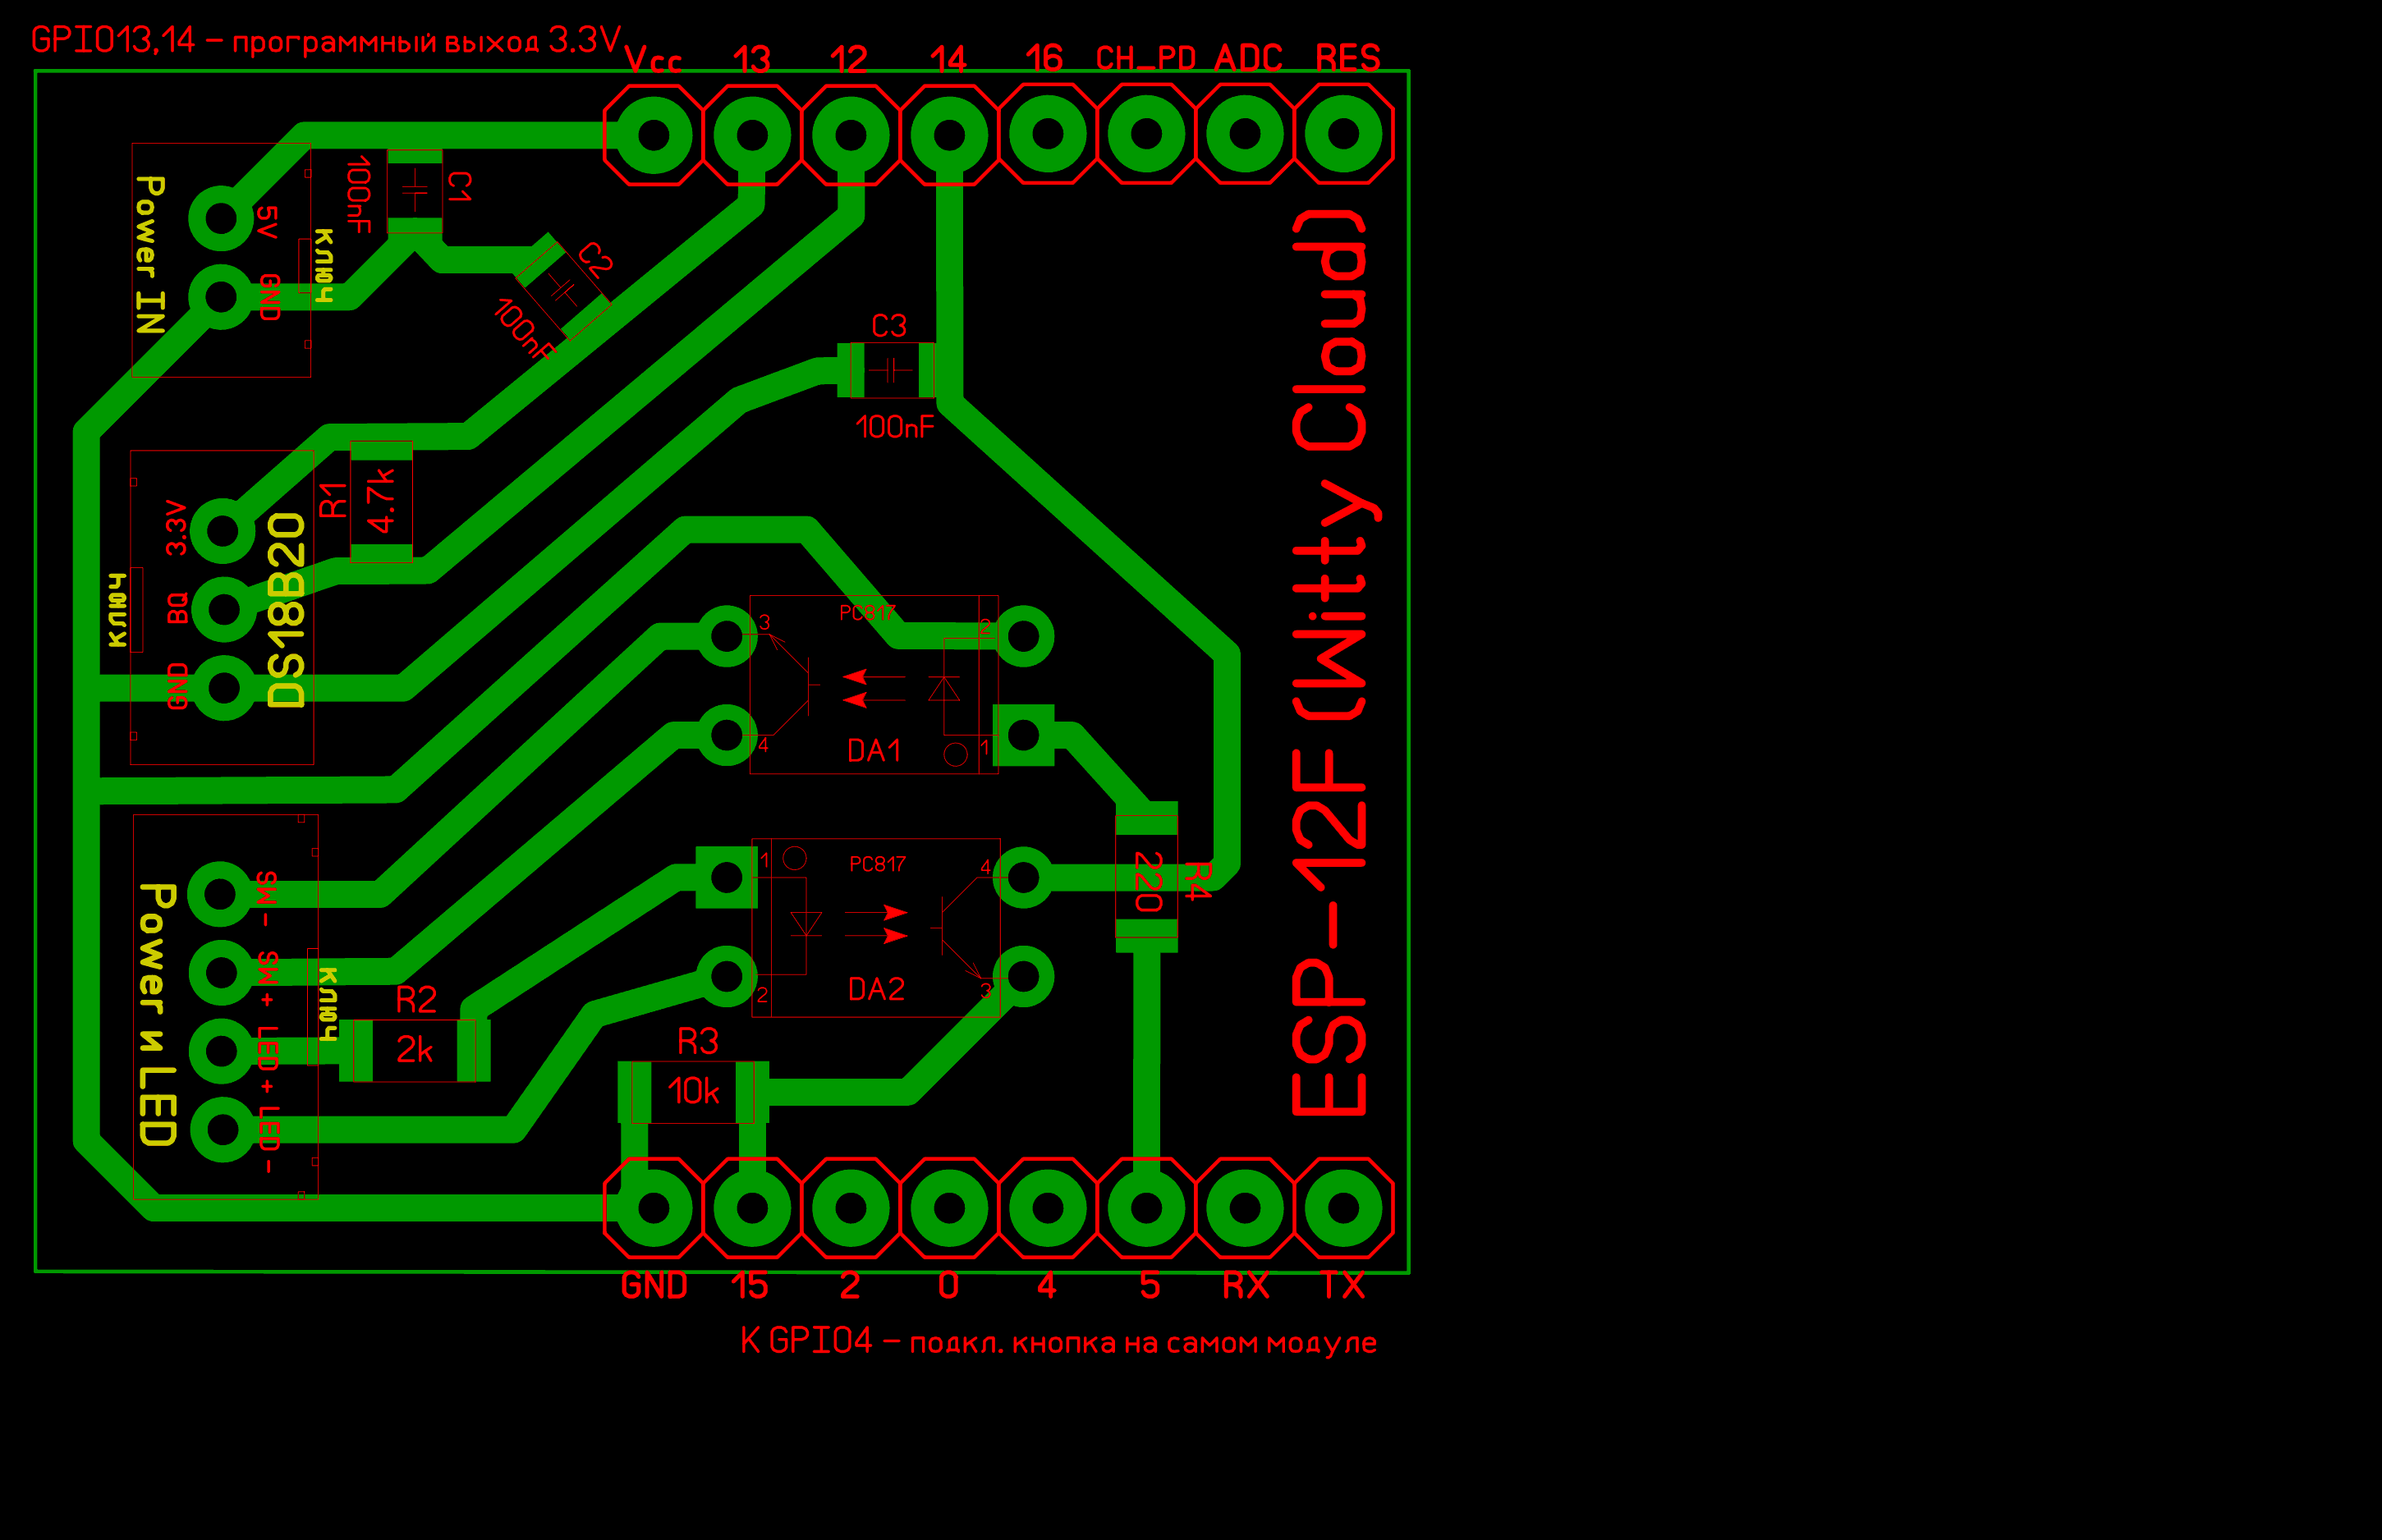 GPIO13,14 - программный выход 3.3V
Vcc 13 12 14 16 CH_PD ADC RES
Power IN
5V
GND
ключ
100nF
C1
C2
100nF
C3
100nF
ключ
3.3V
BQ
GND
DS18B20
R1
4.7k
PC817
3
2
4
1
DA1
PC817
1
4
2
3
DA2
Power и LED
SW -
SW +
LED +
LED -
ключ
R2
2k
R3
10k
220
R4
ESP-12F (Witty Cloud)
GND 15 2 0 4 5 RX TX
К GPIO4 - подкл. кнопка на самом модуле